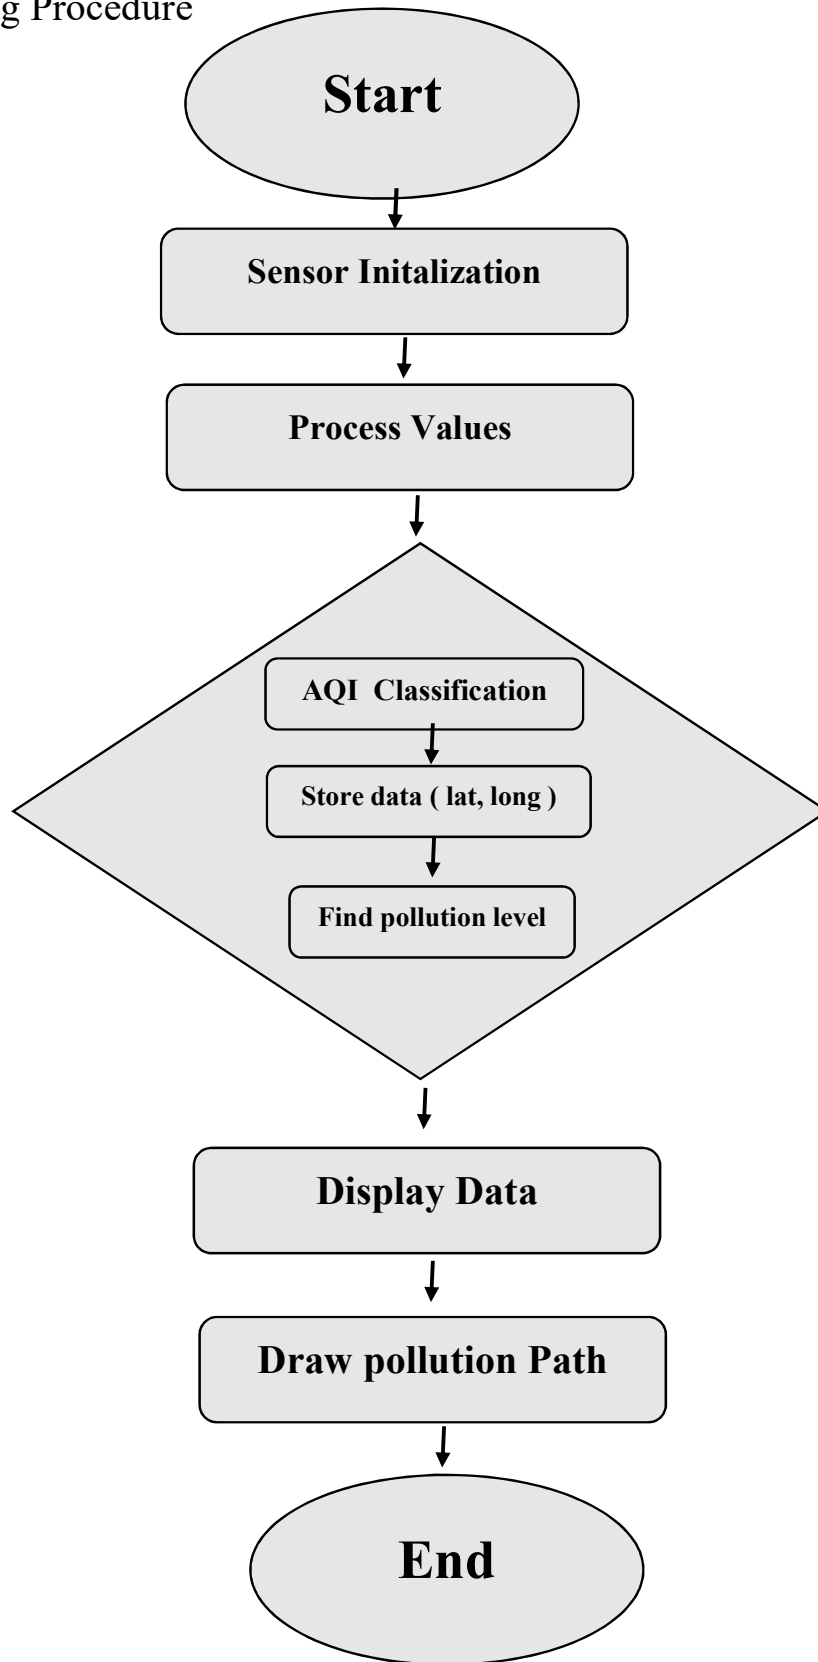 g Procedure
Start
Sensor Initalization
Process Values
AQI  Classification
Store data ( lat, long )
Find pollution level
Display Data
Draw pollution Path
End